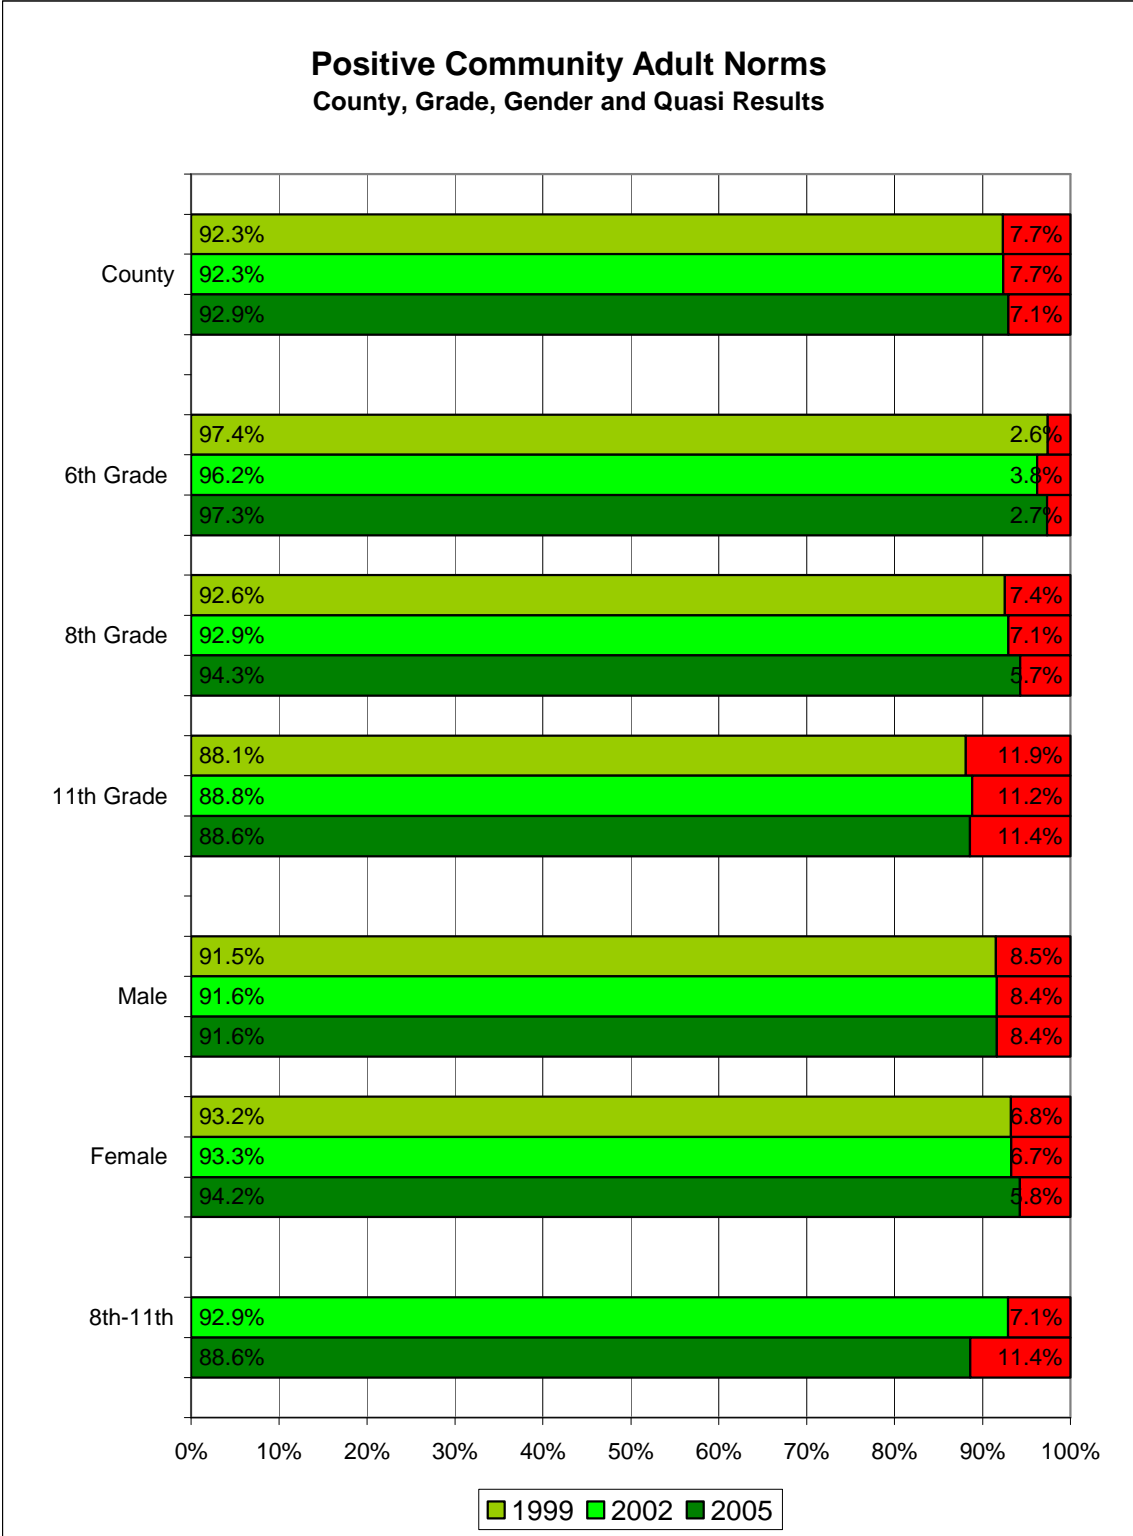 Positive Community Adult Norms
County, Grade, Gender and Quasi Results
92.3% 7.7%
County 92.3% 7.7%
92.9% 7.1%
97.4% 2.6%
6th Grade 96.2% 3.8%
97.3% 2.7%
92.6% 7.4%
8th Grade 92.9% 7.1%
94.3% 5.7%
88.1% 11.9%
11th Grade 88.8% 11.2%
88.6% 11.4%
91.5% 8.5%
Male 91.6% 8.4%
91.6% 8.4%
93.2% 6.8%
Female 93.3% 6.7%
94.2% 5.8%
8th-11th 92.9% 7.1%
88.6% 11.4%
0% 10% 20% 30% 40% 50% 60% 70% 80% 90% 100%
1999 2002 2005